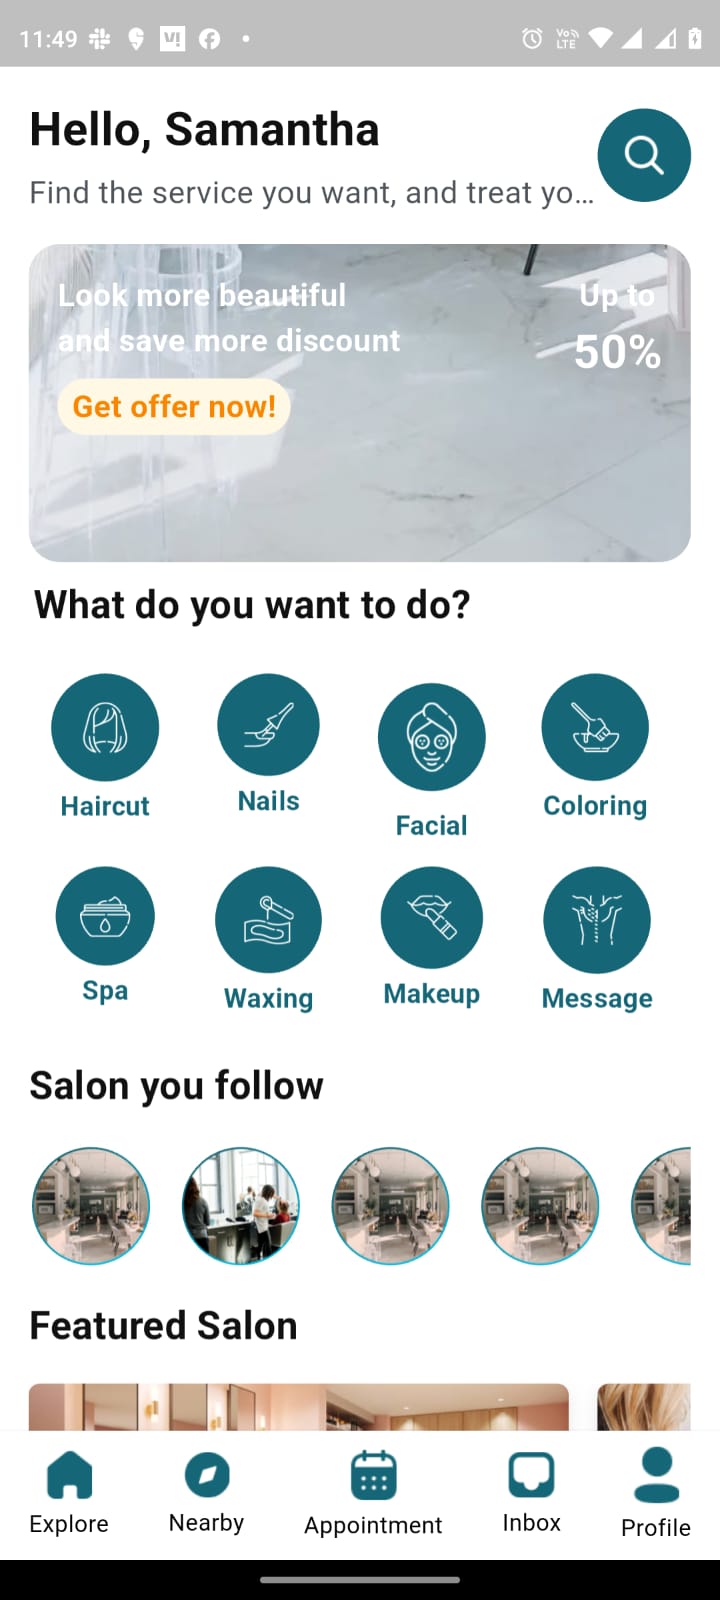 11:49
Vo))
LTE
Hello, Samantha
Find the service you want, and treat yo...
Look more beautiful
and save more discount
Up to
50%
Get offer now!
What do you want to do?
Haircut
Nails
Facial
Coloring
Spa
Waxing
Makeup
Message
Salon you follow
Featured Salon
Explore
Nearby
Appointment
Inbox
Profile